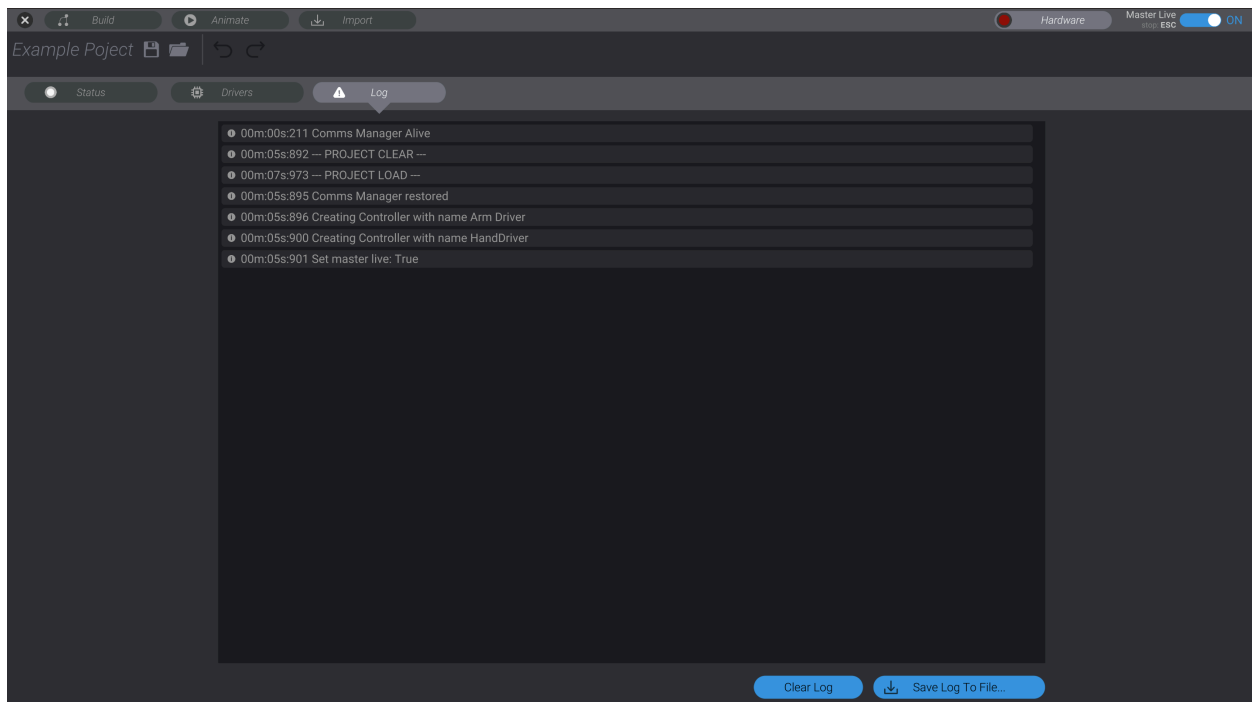 Build Animate Import Hardware Master Live ON
stop: ESC
Example Poject
Status Drivers Log
00m:00s:211 Comms Manager Alive
00m:05s:892 --- PROJECT CLEAR ---
00m:07s:973 --- PROJECT LOAD ---
00m:05s:895 Comms Manager restored
00m:05s:896 Creating Controller with name Arm Driver
00m:05s:900 Creating Controller with name HandDriver
00m:05s:901 Set master live: True
Clear Log Save Log To File...